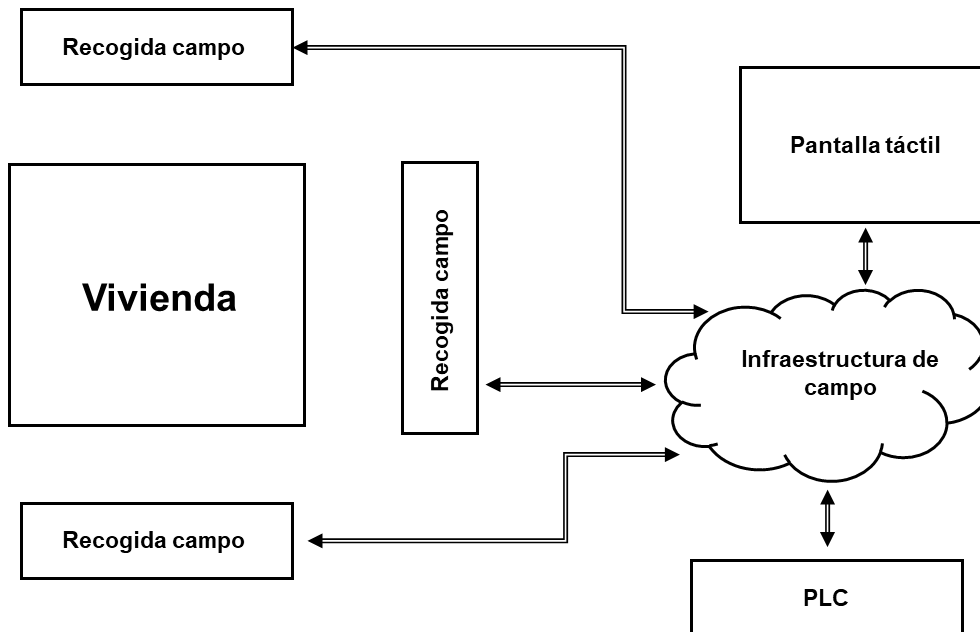 Recogida campo
Pantalla táctil
Vivienda
Recogida campo
Infraestructura de
campo
Recogida campo
PLC